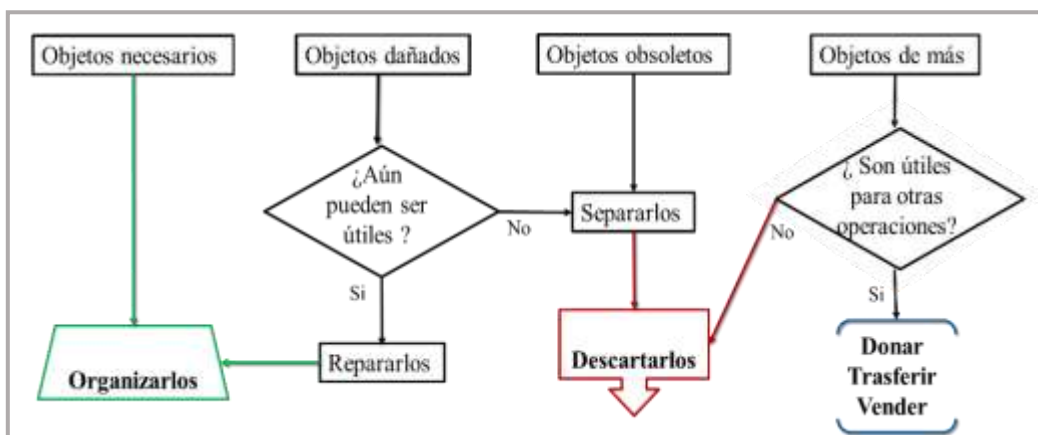 Objetos necesarios
Objetos dañados
Objetos obsoletos
Objetos de más
¿Aún
pueden ser
útiles ?
No
Separarlos
¿ Son útiles
para otras
operaciones?
No
Si
Si
Organizarlos
Repararlos
Descartarlos
Donar
Trasferir
Vender